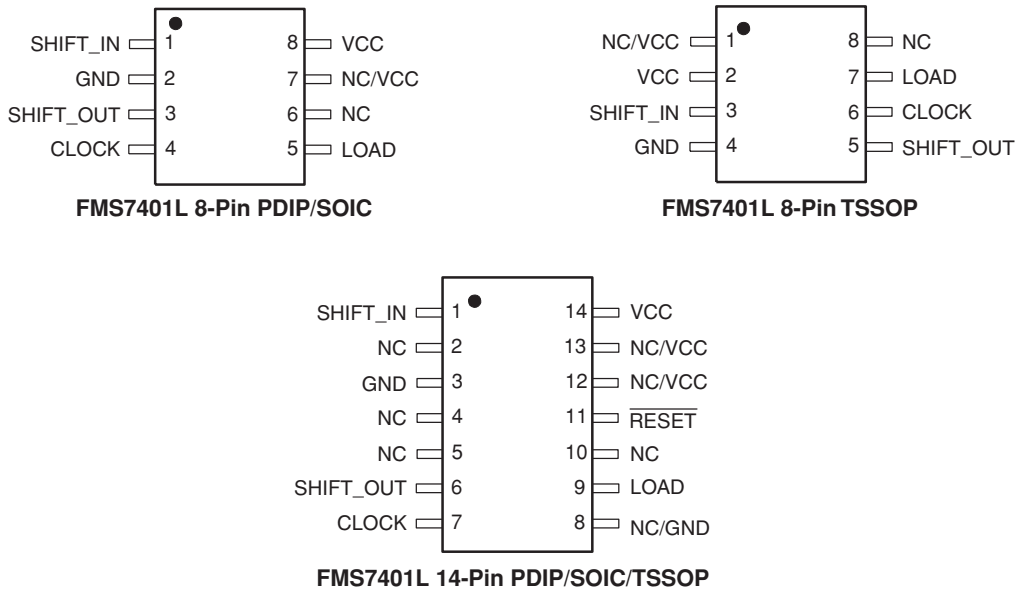 SHIFT_IN 1 8 VCC
GND 2 7 NC/VCC
SHIFT_OUT 3 6 NC
CLOCK 4 5 LOAD
FMS7401L 8-Pin PDIP/SOIC
NC/VCC 1 8 NC
VCC 2 7 LOAD
SHIFT_IN 3 6 CLOCK
GND 4 5 SHIFT_OUT
FMS7401L 8-Pin TSSOP
SHIFT_IN 1 14 VCC
NC 2 13 NC/VCC
GND 3 12 NC/VCC
NC 4 11 RESET
NC 5 10 NC
SHIFT_OUT 6 9 LOAD
CLOCK 7 8 NC/GND
FMS7401L 14-Pin PDIP/SOIC/TSSOP